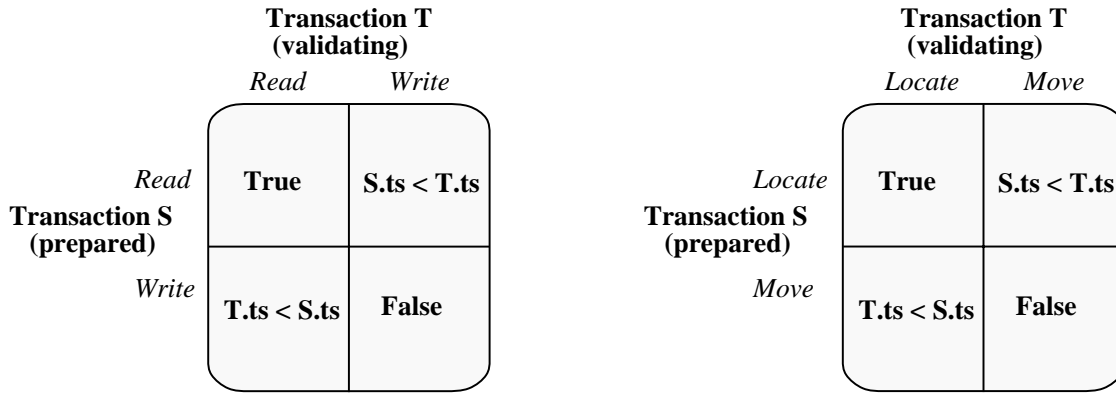 Transaction T
(validating)
Read Write
Read True S.ts < T.ts
Transaction S
(prepared)
Write T.ts < S.ts False
Transaction T
(validating)
Locate Move
Locate True S.ts < T.ts
Transaction S
(prepared)
Move T.ts < S.ts False